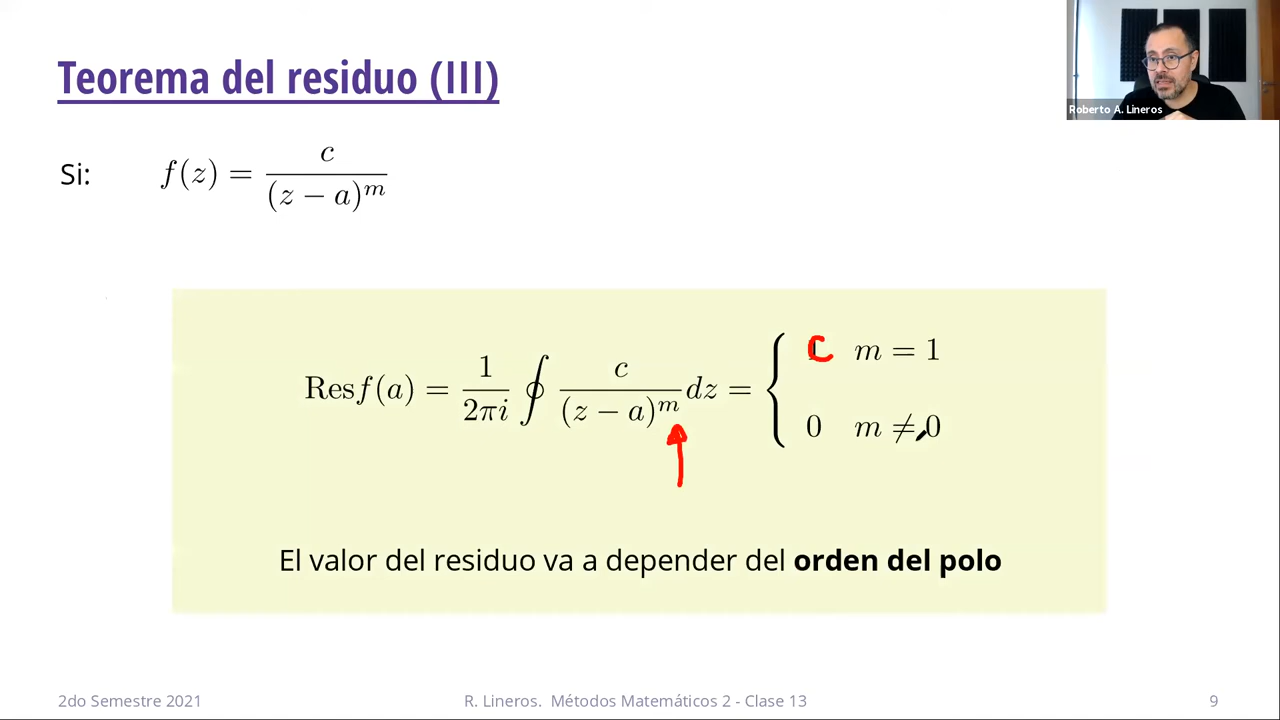 Teorema del residuo (III)
Roberto A. Lineros
Si: f(z) = c / (z − a)^m
Resf(a) = 1/2πi ∮ c/(z − a)^m dz = { C m = 1
0 m ≠ 0
El valor del residuo va a depender del orden del polo
2do Semestre 2021 R. Lineros. Métodos Matemáticos 2 - Clase 13 9